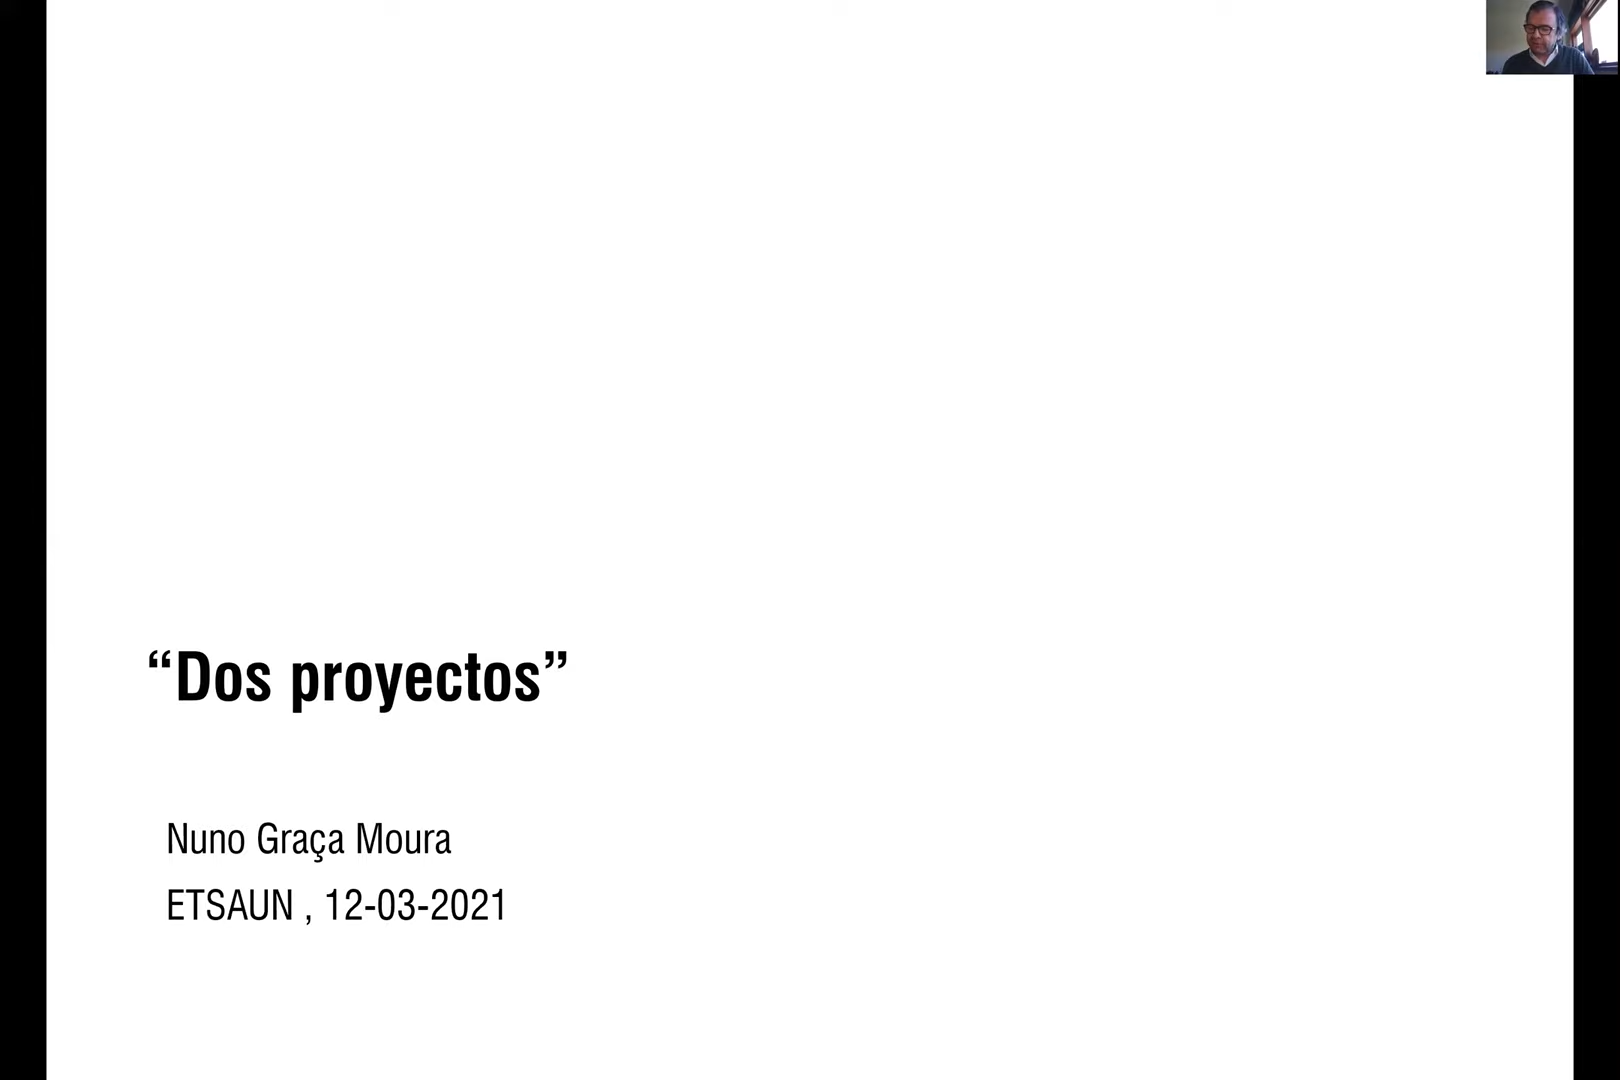 “Dos proyectos”
Nuno Graça Moura
ETSAUN , 12-03-2021